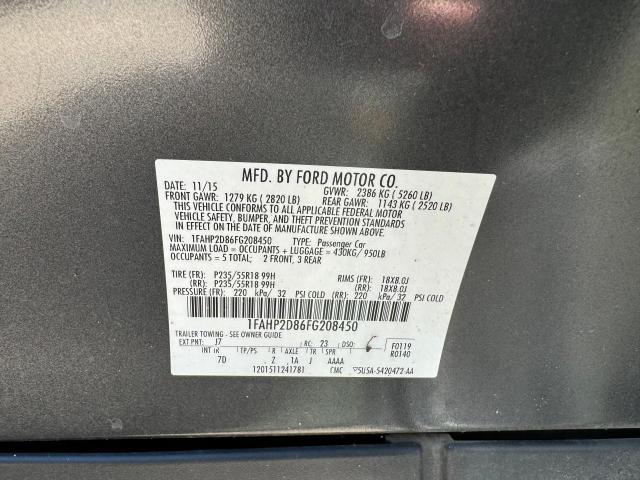 MFD. BY FORD MOTOR CO.
DATE: 11/15 GVWR: 2386 KG ( 5260 LB)
FRONT GAWR: 1279 KG ( 2820 LB) REAR GAWR: 1143 KG ( 2520 LB)
THIS VEHICLE CONFORMS TO ALL APPLICABLE FEDERAL MOTOR
VEHICLE SAFETY, BUMPER, AND THEFT PREVENTION STANDARDS
IN EFFECT ON THE DATE OF MANUFACTURE SHOWN ABOVE.
VIN: 1FAHP2D86FG208450 TYPE: Passenger Car
MAXIMUM LOAD = OCCUPANTS + LUGGAGE = 430KG/ 950LB
OCCUPANTS = 5 TOTAL: 2 FRONT, 3 REAR
TIRE (FR): P235/55R18 99H RIMS (FR): 18X8.0J
(RR): P235/55R18 99H (RR): 18X8.0J
PRESSURE (FR): 220 kPa/ 32 PSI COLD (RR): 220 kPa/ 32 PSI COLD
1FAHP2D86FG208450
TRAILER TOWING - SEE OWNER GUIDE
EXT PNT: J7 RC: 23 DSO: F0119
R0140
INT TR R AXLE TR SPR
7D Z 1A J AAAA
1201511241781 CMC 5U5A-5420472-AA